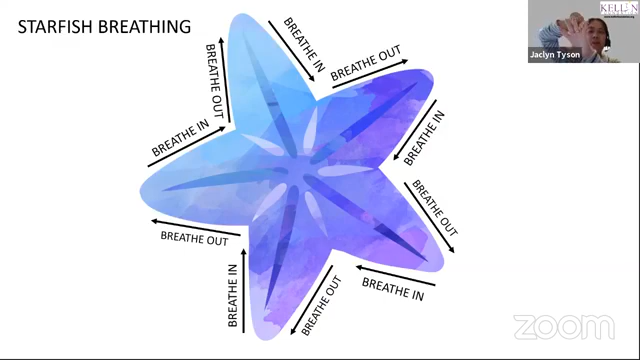 STARFISH BREATHING
KELLIN
Jaclyn Tyson
BREATHE IN
BREATHE OUT
BREATHE IN
BREATHE OUT
BREATHE IN
BREATHE OUT
BREATHE IN
BREATHE OUT
BREATHE IN
BREATHE OUT
zoom